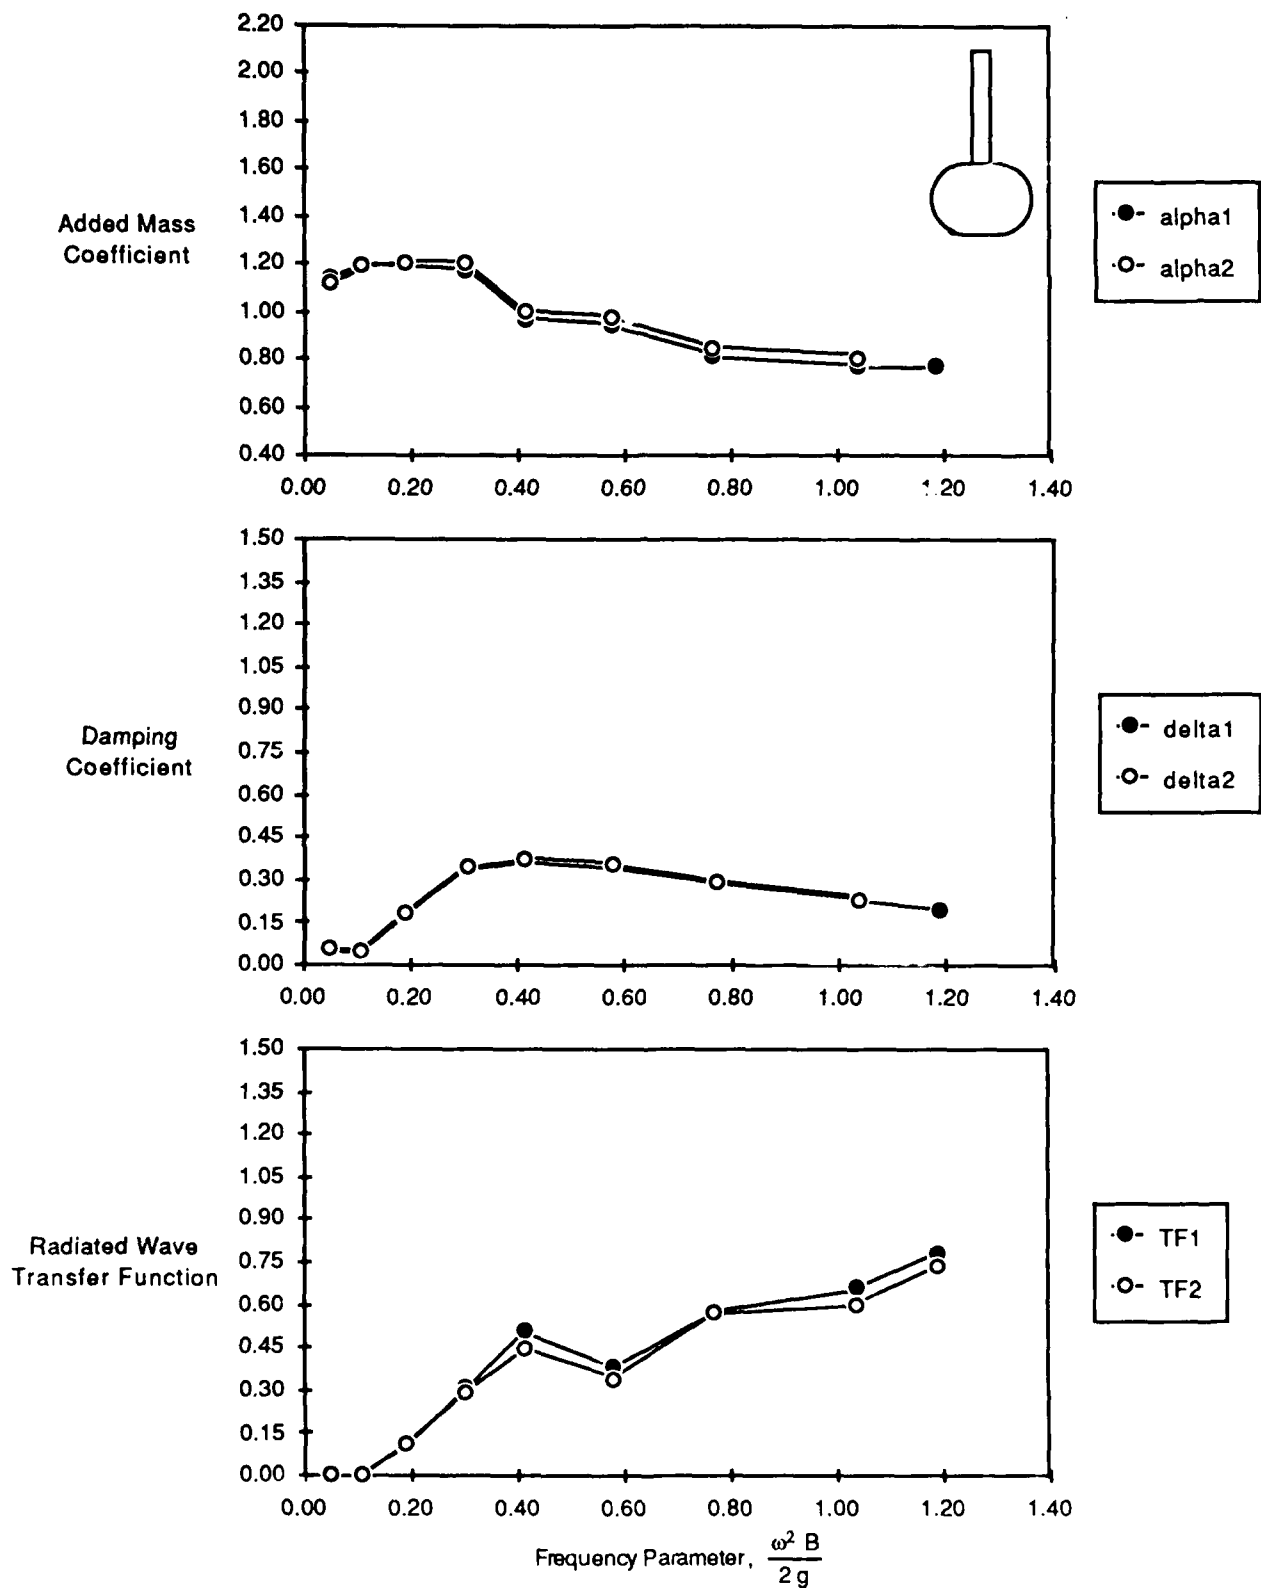 2.20
2.00
1.80
1.60
1.40
1.20
1.00
0.80
0.60
0.40
Added Mass
Coefficient
0.00 0.20 0.40 0.60 0.80 1.00 1.20 1.40
alpha1
alpha2
1.50
1.35
1.20
1.05
0.90
0.75
0.60
0.45
0.30
0.15
0.00
Damping
Coefficient
0.00 0.20 0.40 0.60 0.80 1.00 1.20 1.40
delta1
delta2
1.50
1.35
1.20
1.05
0.90
0.75
0.60
0.45
0.30
0.15
0.00
Radiated Wave
Transfer Function
0.00 0.20 0.40 0.60 0.80 1.00 1.20 1.40
TF1
TF2
Frequency Parameter, ω² B
2 g